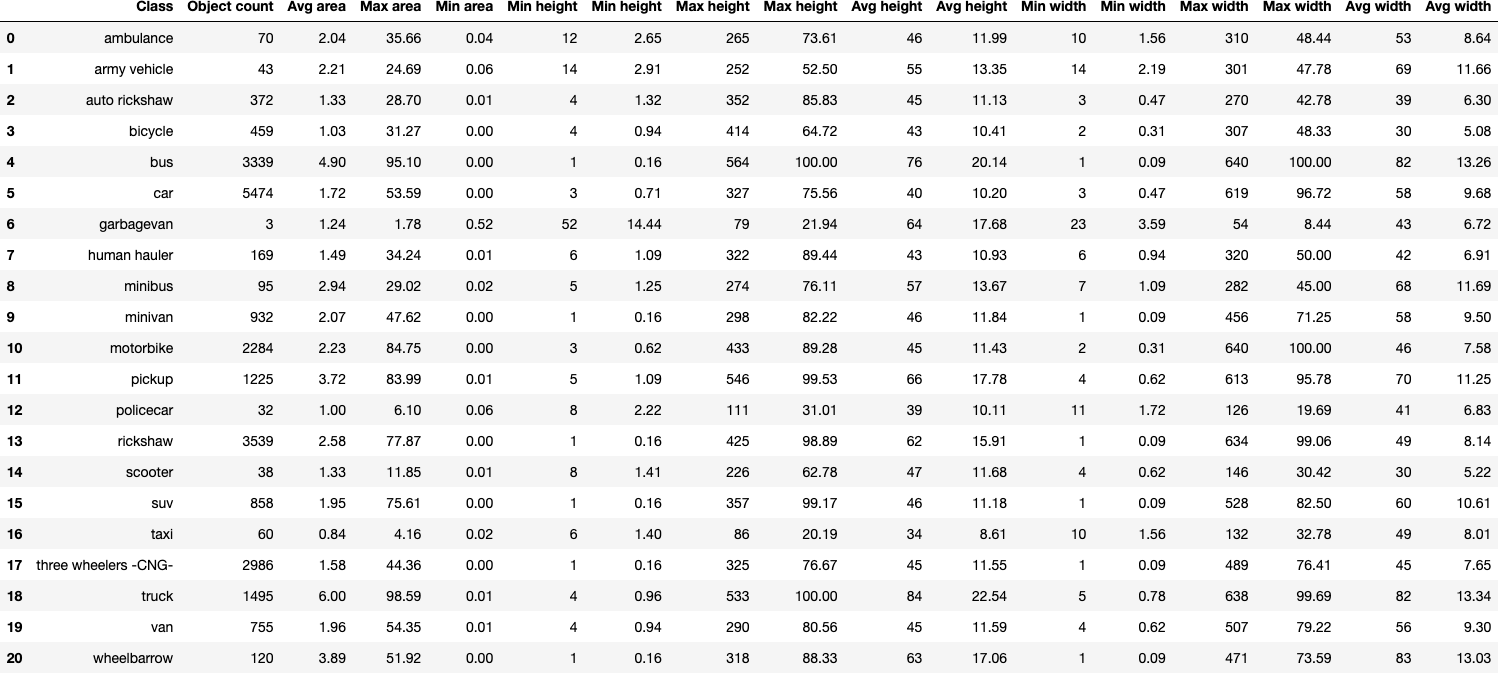 Class Object count Avg area Max area Min area Min height Min height Max height Max height Avg height Avg height Min width Min width Max width Max width Avg width Avg width
0 ambulance 70 2.04 35.66 0.04 12 2.65 265 73.61 46 11.99 10 1.56 310 48.44 53 8.64
1 army vehicle 43 2.21 24.69 0.06 14 2.91 252 52.50 55 13.35 14 2.19 301 47.78 69 11.66
2 auto rickshaw 372 1.33 28.70 0.01 4 1.32 352 85.83 45 11.13 3 0.47 270 42.78 39 6.30
3 bicycle 459 1.03 31.27 0.00 4 0.94 414 64.72 43 10.41 2 0.31 307 48.33 30 5.08
4 bus 3339 4.90 95.10 0.00 1 0.16 564 100.00 76 20.14 1 0.09 640 100.00 82 13.26
5 car 5474 1.72 53.59 0.00 3 0.71 327 75.56 40 10.20 3 0.47 619 96.72 58 9.68
6 garbagevan 3 1.24 1.78 0.52 52 14.44 79 21.94 64 17.68 23 3.59 54 8.44 43 6.72
7 human hauler 169 1.49 34.24 0.01 6 1.09 322 89.44 43 10.93 6 0.94 320 50.00 42 6.91
8 minibus 95 2.94 29.02 0.02 5 1.25 274 76.11 57 13.67 7 1.09 282 45.00 68 11.69
9 minivan 932 2.07 47.62 0.00 1 0.16 298 82.22 46 11.84 1 0.09 456 71.25 58 9.50
10 motorbike 2284 2.23 84.75 0.00 3 0.62 433 89.28 45 11.43 2 0.31 640 100.00 46 7.58
11 pickup 1225 3.72 83.99 0.01 5 1.09 546 99.53 66 17.78 4 0.62 613 95.78 70 11.25
12 policecar 32 1.00 6.10 0.06 8 2.22 111 31.01 39 10.11 11 1.72 126 19.69 41 6.83
13 rickshaw 3539 2.58 77.87 0.00 1 0.16 425 98.89 62 15.91 1 0.09 634 99.06 49 8.14
14 scooter 38 1.33 11.85 0.01 8 1.41 226 62.78 47 11.68 4 0.62 146 30.42 30 5.22
15 suv 858 1.95 75.61 0.00 1 0.16 357 99.17 46 11.18 1 0.09 528 82.50 60 10.61
16 taxi 60 0.84 4.16 0.02 6 1.40 86 20.19 34 8.61 10 1.56 132 32.78 49 8.01
17 three wheelers -CNG- 2986 1.58 44.36 0.00 1 0.16 325 76.67 45 11.55 1 0.09 489 76.41 45 7.65
18 truck 1495 6.00 98.59 0.01 4 0.96 533 100.00 84 22.54 5 0.78 638 99.69 82 13.34
19 van 755 1.96 54.35 0.01 4 0.94 290 80.56 45 11.59 4 0.62 507 79.22 56 9.30
20 wheelbarrow 120 3.89 51.92 0.00 1 0.16 318 88.33 63 17.06 1 0.09 471 73.59 83 13.03